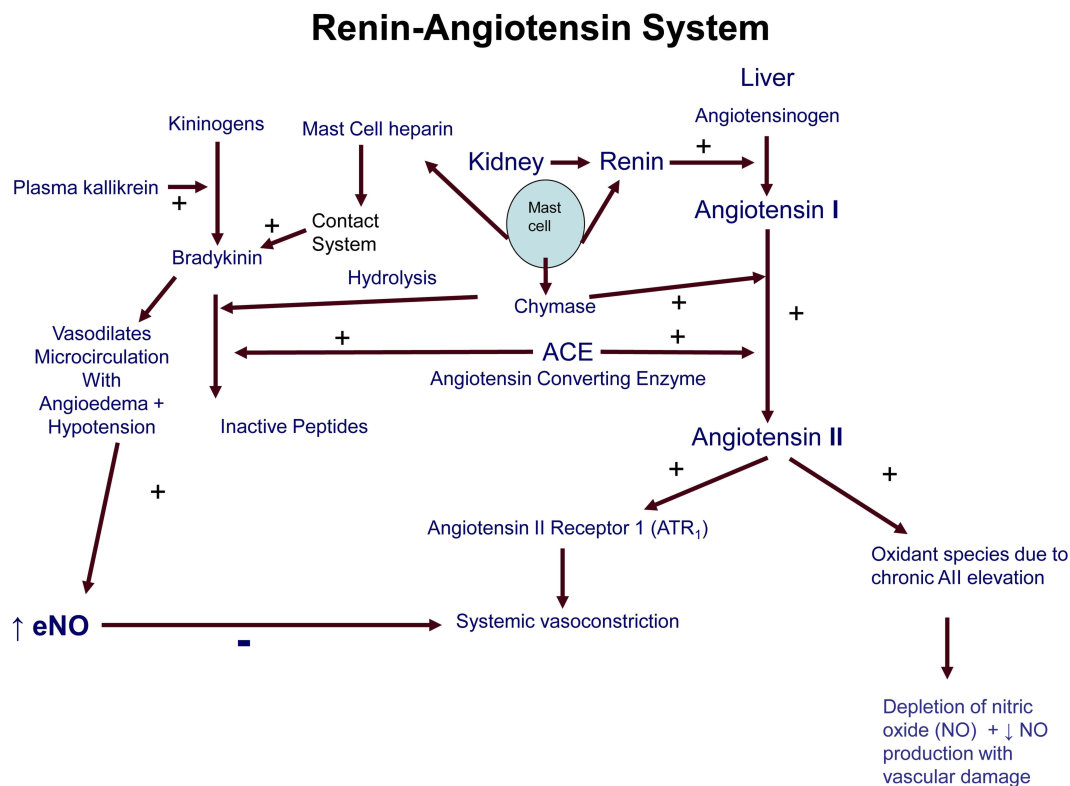 Renin-Angiotensin System
Liver
Angiotensinogen
Kininogens
Mast Cell heparin
+
Kidney
Renin
Plasma kallikrein
+
Mast
cell
Angiotensin I
Contact
System
+
Bradykinin
Hydrolysis
Chymase
+
+
Vasodilates
Microcirculation
With
Angioedema +
Hypotension
+
ACE
+
Angiotensin Converting Enzyme
Inactive Peptides
Angiotensin II
+
+
+
Angiotensin II Receptor 1 (ATR₁)
Oxidant species due to
chronic AII elevation
↑ eNO
-
Systemic vasoconstriction
Depletion of nitric
oxide (NO) + ↓ NO
production with
vascular damage